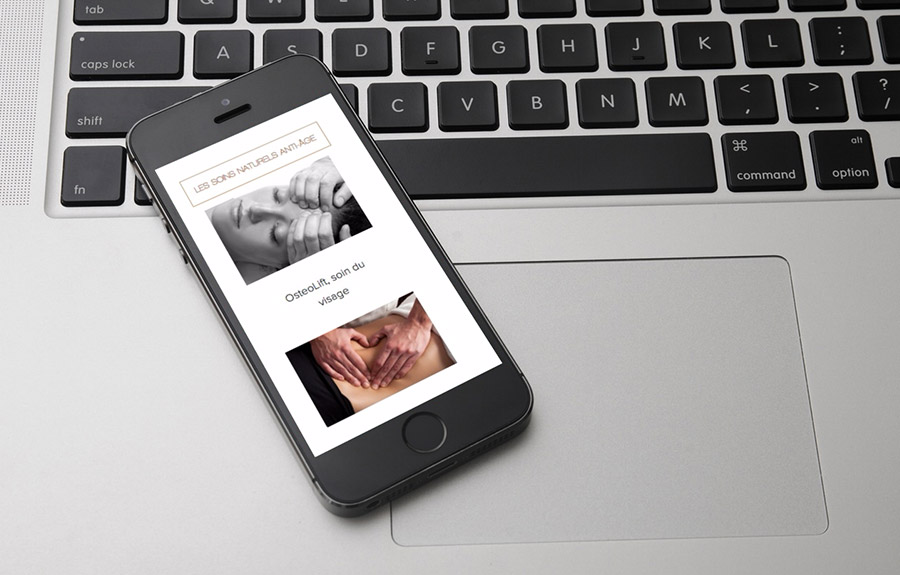 tab
Q
W
caps lock
A
S
D
F
G
H
J
K
L
:
;
shift
C
V
B
N
M
<
,
>
.
?
/
fn
⌘
command
alt
option
LES SOINS NATURELS ANTI-ÂGE
OsteoLift, soin du
visage